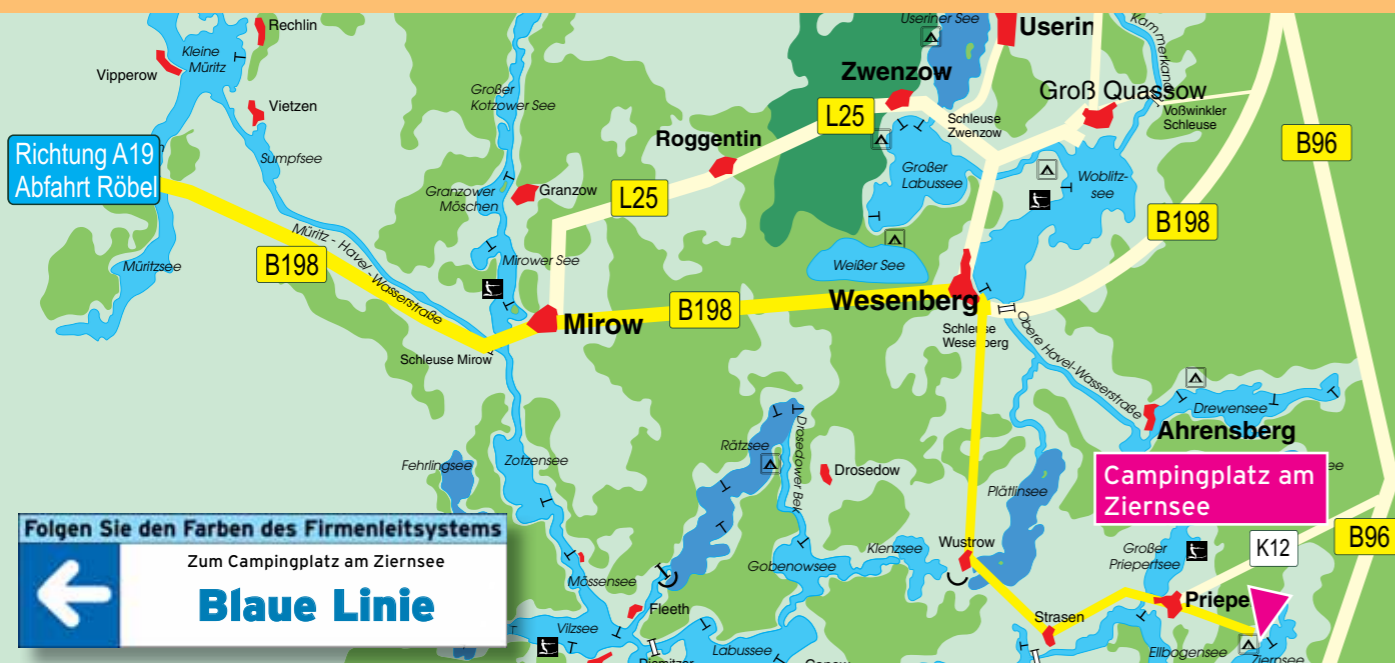 Rechlin
Kleine
Müritz
Vipperow
Vietzen
Sumpfsee
Richtung A19
Abfahrt Röbel
Müritzsee
B198
Müritz - Havel -Wasserstraße
Großer
Kotzower See
Granzower
Möschen
Granzow
Mirower See
Mirow
Schleuse Mirow
Roggentin
L25
L25
Zwenzow
Useriner See
Userin
Schleuse
Zwenzow
Großer
Labussee
Weißer See
B198
Wesenberg
Schleuse
Wesenberg
Groß Quassow
Voßwinkler
Schleuse
Woblitz-
see
B96
B198
Obere Havel-Wasserstraße
Drewensee
Ahrensberg
Campingplatz am
Ziernsee
Fehrlingsee
Zotzensee
Rätzsee
Drosedower Bek
Drosedow
Plätlinsee
Großer
Priepertsee
K12
B96
Folgen Sie den Farben des Firmenleitsystems
Zum Campingplatz am Ziernsee
Blaue Linie
Mössensee
Gobenowsee
Klenzsee
Wustrow
Fleeth
Strasen
Priepe
Vilzsee
Labussee
Ellbogensee
Ziernsee